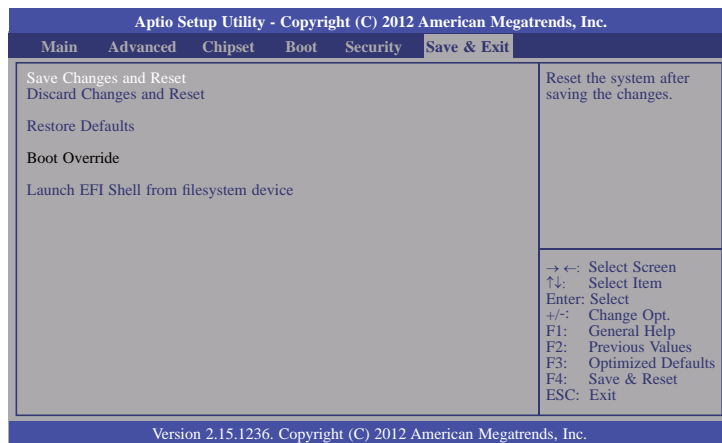 Aptio Setup Utility - Copyright (C) 2012 American Megatrends, Inc.
Main Advanced Chipset Boot Security Save & Exit
Save Changes and Reset
Discard Changes and Reset
Restore Defaults
Boot Override
Launch EFI Shell from filesystem device
Reset the system after
saving the changes.
→ ←: Select Screen
↑↓: Select Item
Enter: Select
+/-: Change Opt.
F1: General Help
F2: Previous Values
F3: Optimized Defaults
F4: Save & Reset
ESC: Exit
Version 2.15.1236. Copyright (C) 2012 American Megatrends, Inc.